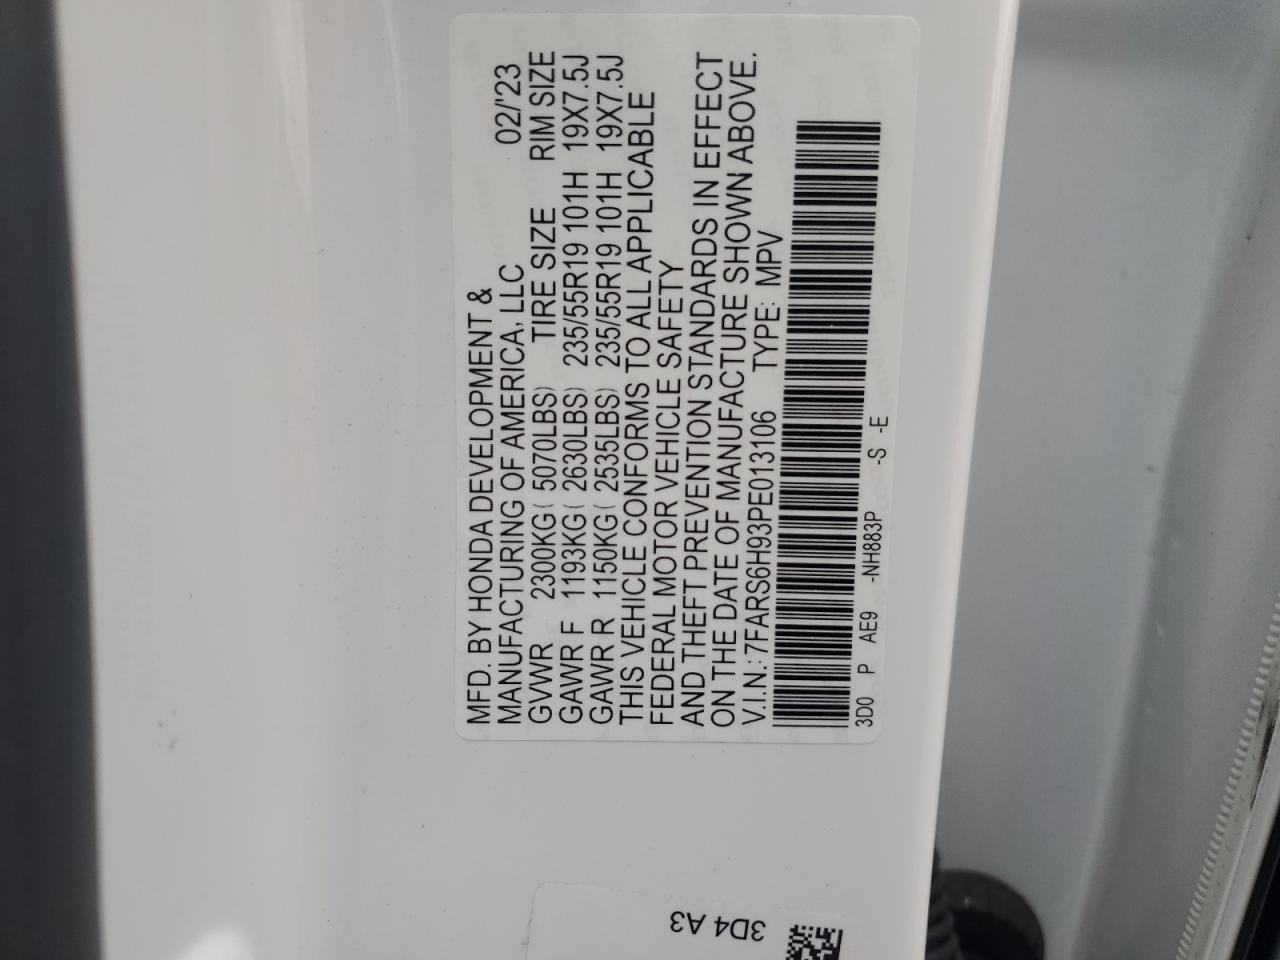 MFD. BY HONDA DEVELOPMENT &
MANUFACTURING OF AMERICA, LLC 02/'23
GVWR 2300KG( 5070LBS) TIRE SIZE RIM SIZE
GAWR F 1193KG( 2630LBS) 235/55R19 101H 19X7.5J
GAWR R 1150KG( 2535LBS) 235/55R19 101H 19X7.5J
THIS VEHICLE CONFORMS TO ALL APPLICABLE
FEDERAL MOTOR VEHICLE SAFETY
AND THEFT PREVENTION STANDARDS IN EFFECT
ON THE DATE OF MANUFACTURE SHOWN ABOVE.
V.I.N.: 7FARS6H93PE013106 TYPE: MPV
3D0 P AE9 -NH883P -S -E
3D4 A3